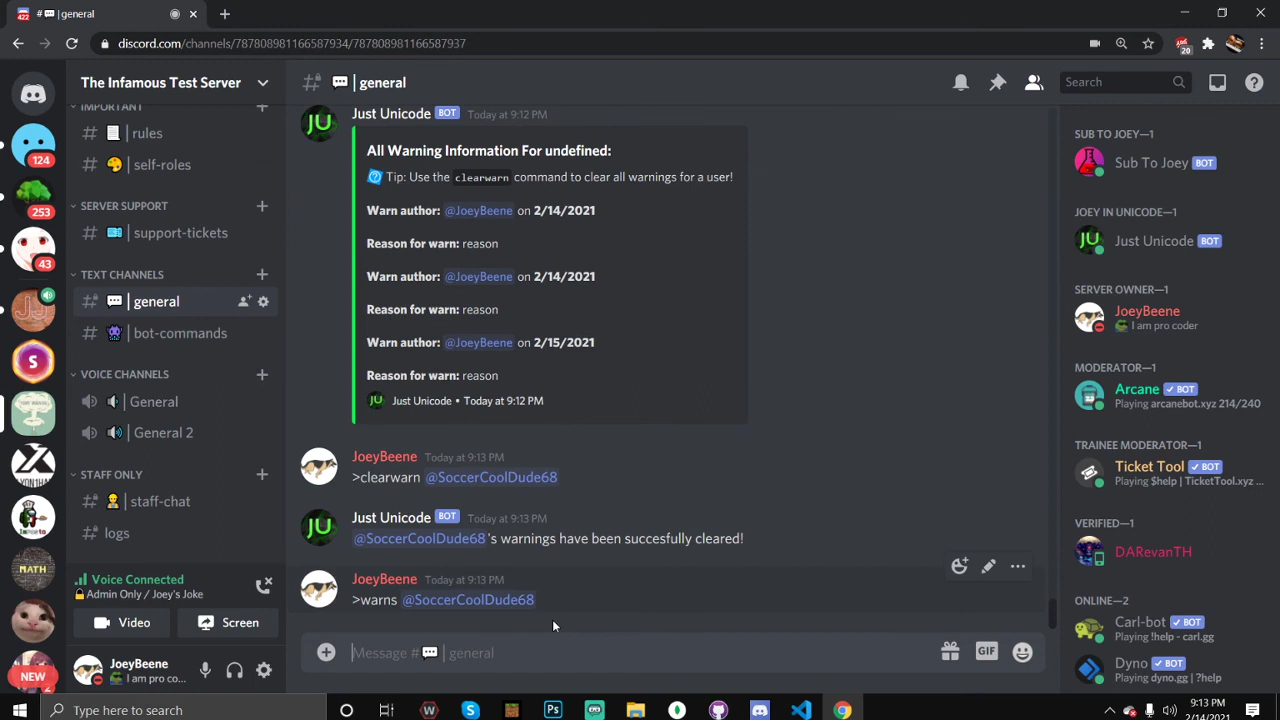 422
# 💬 | general
discord.com/channels/787808981166587934/787808981166587937
20
The Infamous Test Server
💬 | general
Search
124
253
43
NEW
IMPORTANT
rules
self-roles
SERVER SUPPORT
support-tickets
TEXT CHANNELS
general
bot-commands
VOICE CHANNELS
General
General 2
STAFF ONLY
staff-chat
logs
Voice Connected
Admin Only / Joey's Joke
Video
Screen
JoeyBeene
I am pro co...
Just Unicode BOT Today at 9:12 PM
All Warning Information For undefined:
Tip: Use the clearwarn command to clear all warnings for a user!
Warn author: @JoeyBeene on 2/14/2021
Reason for warn: reason
Warn author: @JoeyBeene on 2/14/2021
Reason for warn: reason
Warn author: @JoeyBeene on 2/15/2021
Reason for warn: reason
Just Unicode • Today at 9:12 PM
JoeyBeene Today at 9:13 PM
>clearwarn @SoccerCoolDude68
Just Unicode BOT Today at 9:13 PM
@SoccerCoolDude68 's warnings have been succesfully cleared!
JoeyBeene Today at 9:13 PM
>warns @SoccerCoolDude68
Message # 💬 | general
GIF
SUB TO JOEY—1
Sub To Joey BOT
JOEY IN UNICODE—1
Just Unicode BOT
SERVER OWNER—1
JoeyBeene
I am pro coder
MODERATOR—1
Arcane ✓ BOT
Playing arcanebot.xyz 214/240
TRAINEE MODERATOR—1
Ticket Tool ✓ BOT
Playing $help | TicketTool.xyz ...
VERIFIED—1
DARevanTH
ONLINE—2
Carl-bot ✓ BOT
Playing !help - carl.gg
Dyno ✓ BOT
Playing dyno.gg | ?help
Type here to search
9:13 PM
2/14/2021